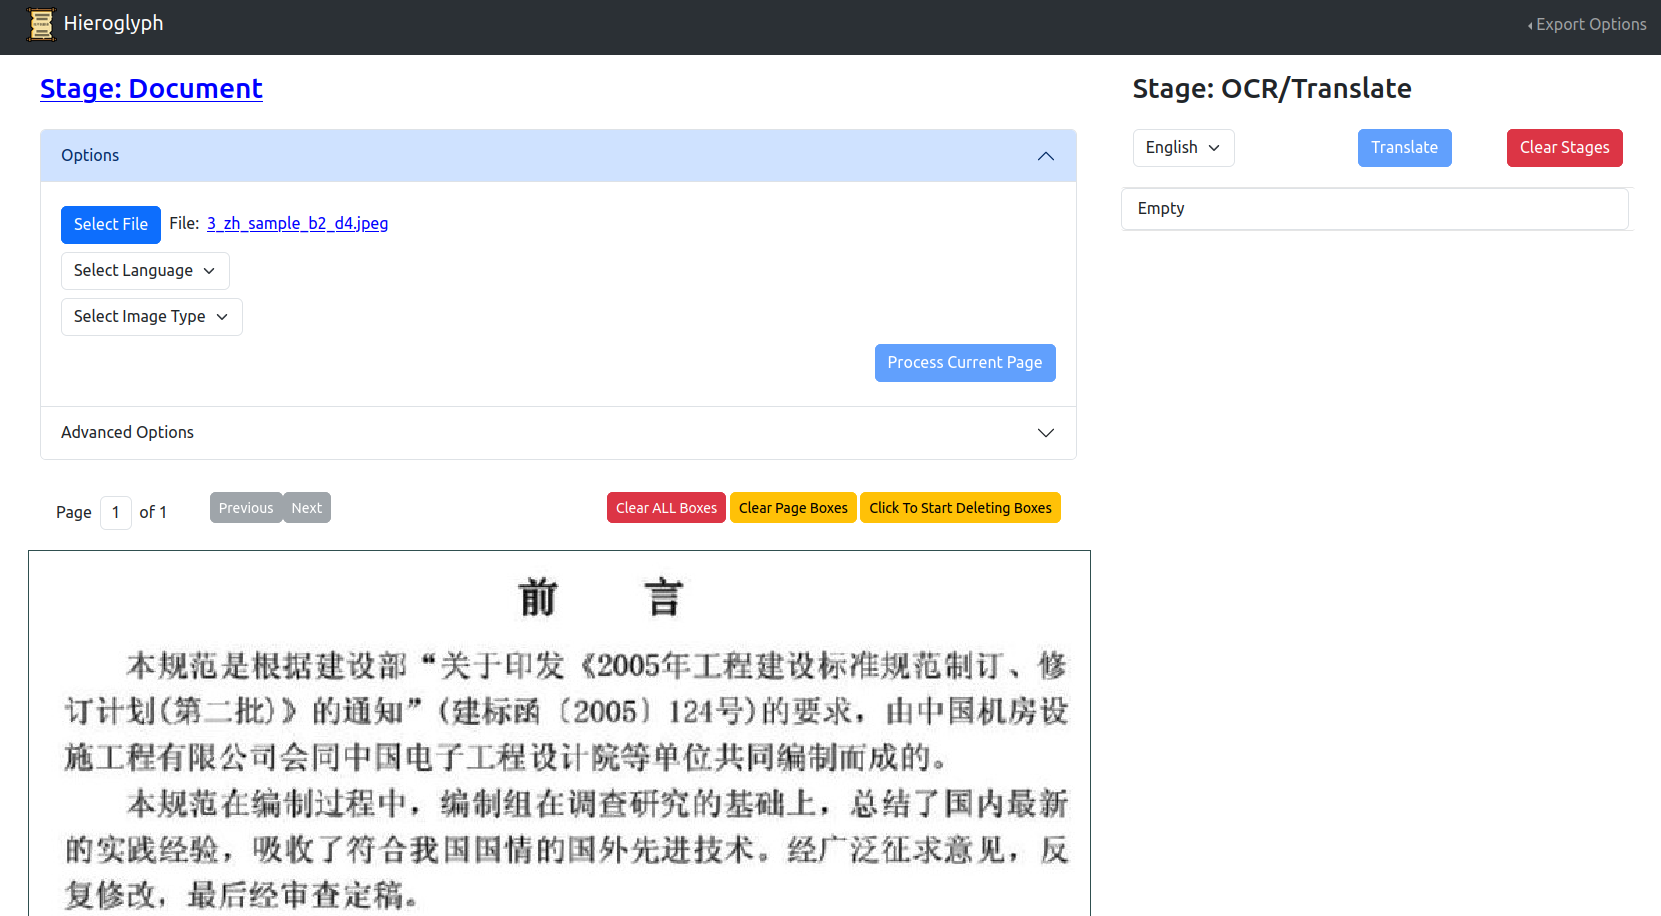 Hieroglyph
Export Options
Stage: Document
Options
Select File File: 3_zh_sample_b2_d4.jpeg
Select Language
Select Image Type
Process Current Page
Advanced Options
Page 1 of 1 Previous Next Clear ALL Boxes Clear Page Boxes Click To Start Deleting Boxes
前 言
本规范是根据建设部“关于印发《2005年工程建设标准规范制订、修
订计划(第二批)》的通知”(建标函〔2005〕124号)的要求，由中国机房设
施工程有限公司会同中国电子工程设计院等单位共同编制而成的。
本规范在编制过程中，编制组在调查研究的基础上，总结了国内最新
的实践经验，吸收了符合我国国情的国外先进技术。经广泛征求意见，反
复修改，最后经审查定稿。
Stage: OCR/Translate
English Translate Clear Stages
Empty